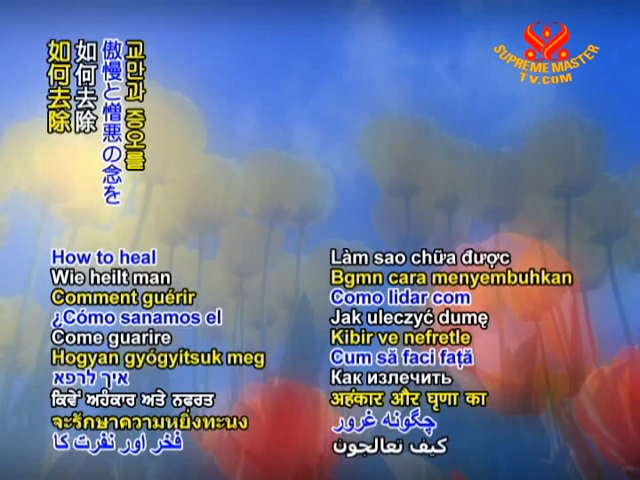 SUPREME MASTER
TV.COM
교만과 증오를
傲慢と憎悪の念を
如何去除
如何去除
How to heal
Wie heilt man
Comment guérir
¿Cómo sanamos el
Come guarire
Hogyan gyógyítsuk meg
איך לרפא
ਕਿਵੇਂ ਅਹੰਕਾਰ ਅਤੇ ਨਫਰਤ
จะรักษาความหยิ่งทะนง
فخر اور نفرت کا
Làm sao chữa được
Bgmn cara menyembuhkan
Como lidar com
Jak uleczyć dumę
Kibir ve nefretle
Cum să faci faţă
Как излечить
अहंकार और घृणा का
چگونه غرور
كيف تعالجون